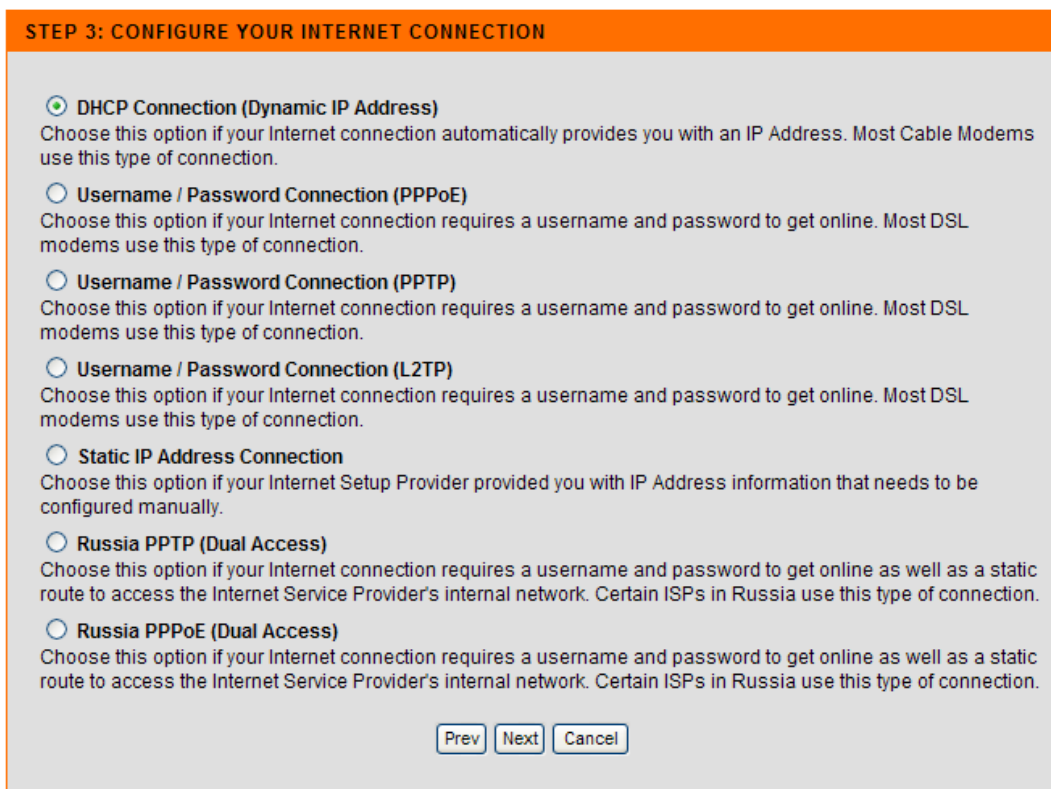 STEP 3: CONFIGURE YOUR INTERNET CONNECTION
DHCP Connection (Dynamic IP Address)
Choose this option if your Internet connection automatically provides you with an IP Address. Most Cable Modems
use this type of connection.
Username / Password Connection (PPPoE)
Choose this option if your Internet connection requires a username and password to get online. Most DSL
modems use this type of connection.
Username / Password Connection (PPTP)
Choose this option if your Internet connection requires a username and password to get online. Most DSL
modems use this type of connection.
Username / Password Connection (L2TP)
Choose this option if your Internet connection requires a username and password to get online. Most DSL
modems use this type of connection.
Static IP Address Connection
Choose this option if your Internet Setup Provider provided you with IP Address information that needs to be
configured manually.
Russia PPTP (Dual Access)
Choose this option if your Internet connection requires a username and password to get online as well as a static
route to access the Internet Service Provider's internal network. Certain ISPs in Russia use this type of connection.
Russia PPPoE (Dual Access)
Choose this option if your Internet connection requires a username and password to get online as well as a static
route to access the Internet Service Provider's internal network. Certain ISPs in Russia use this type of connection.
Prev Next Cancel